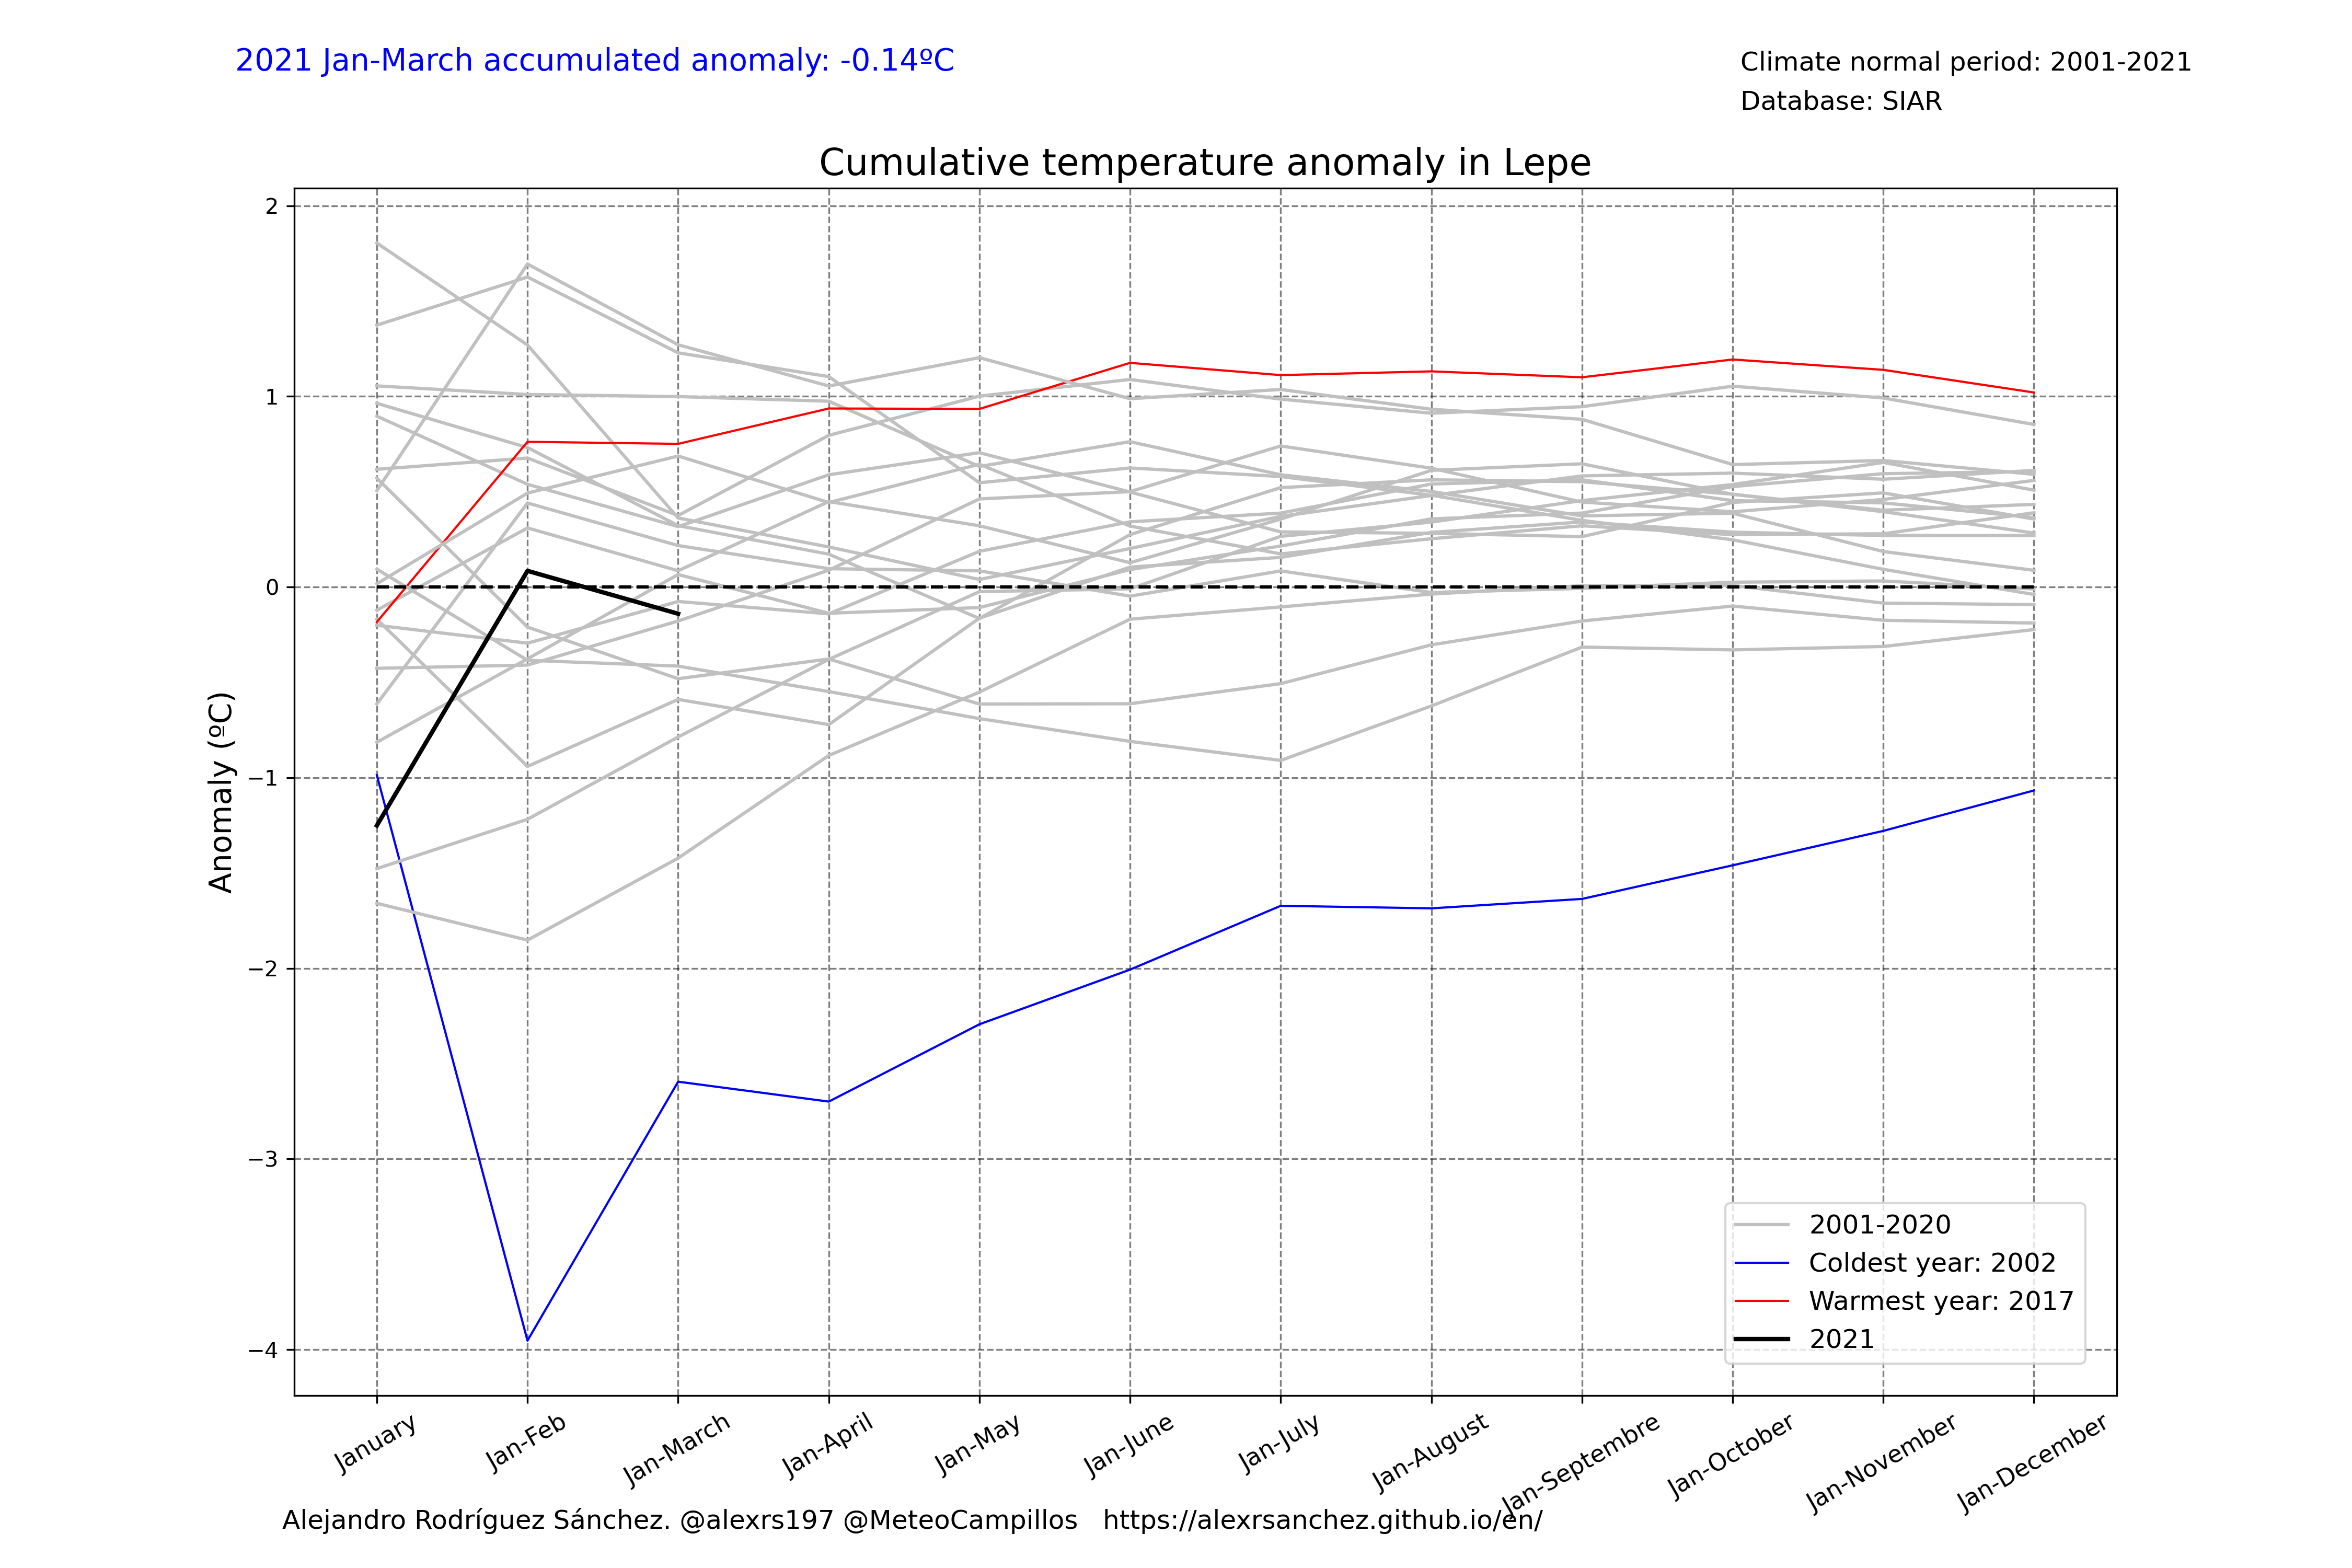 2021 Jan-March accumulated anomaly: -0.14ºC
Climate normal period: 2001-2021
Database: SIAR
Cumulative temperature anomaly in Lepe
Anomaly (ºC)
2
1
0
−1
−2
−3
−4
2001-2020
Coldest year: 2002
Warmest year: 2017
2021
January
Jan-Feb
Jan-March
Jan-April
Jan-May
Jan-June
Jan-July
Jan-August
Jan-Septembre
Jan-October
Jan-November
Jan-December
Alejandro Rodríguez Sánchez. @alexrs197 @MeteoCampillos   https://alexrsanchez.github.io/en/